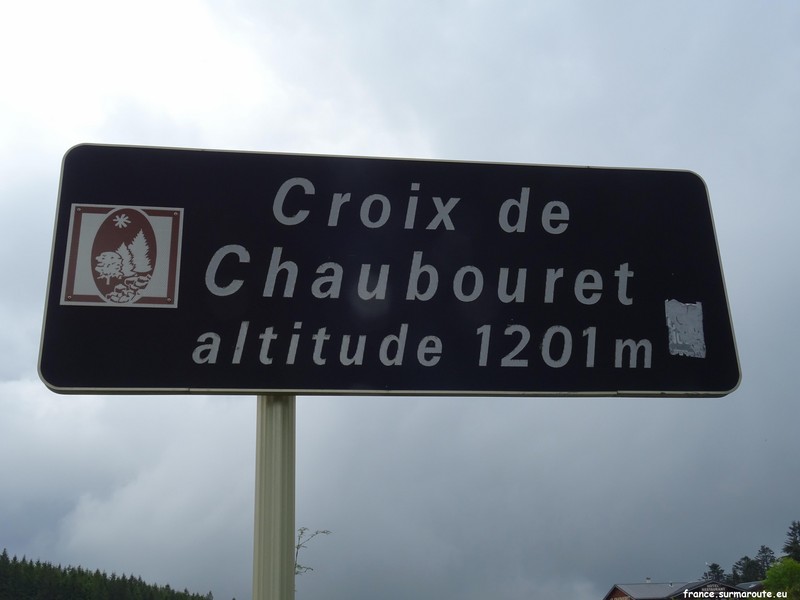 Croix de
Chaubouret
altitude 1201m
france.surmaroute.eu